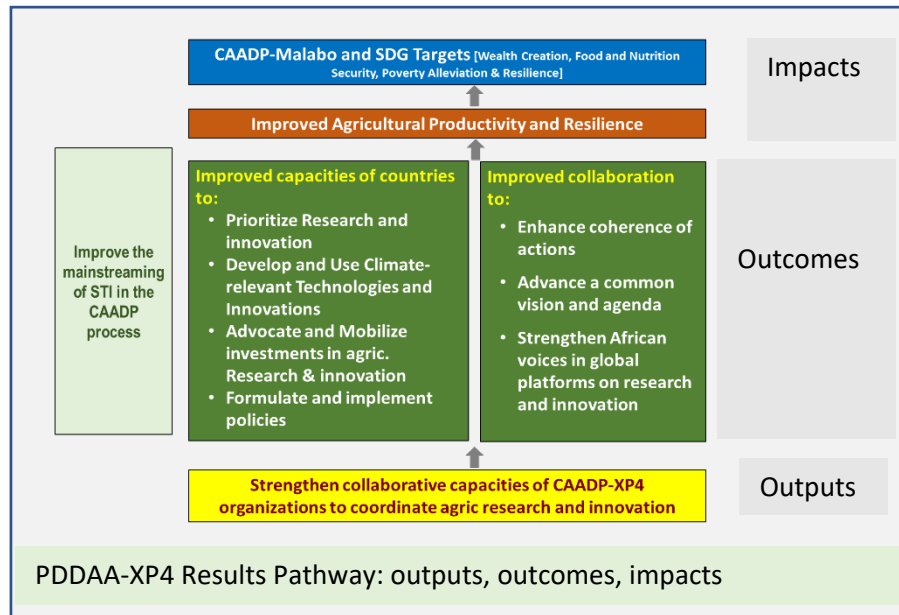 CAADP-Malabo and SDG Targets [Wealth Creation, Food and Nutrition
Security, Poverty Alleviation & Resilience]
Impacts
Improved Agricultural Productivity and Resilience
Improve the
mainstreaming
of STI in the
CAADP
process
Improved capacities of countries
to:
• Prioritize Research and
innovation
• Develop and Use Climate-
relevant Technologies and
Innovations
• Advocate and Mobilize
investments in agric.
Research & innovation
• Formulate and implement
policies
Improved collaboration
to:
• Enhance coherence of
actions
• Advance a common
vision and agenda
• Strengthen African
voices in global
platforms on research
and innovation
Outcomes
Strengthen collaborative capacities of CAADP-XP4
organizations to coordinate agric research and innovation
Outputs
PDDAA-XP4 Results Pathway: outputs, outcomes, impacts